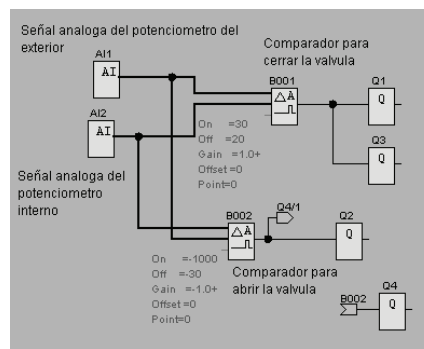 Señal analoga del potenciometro del
exterior
AI1
AI
Comparador para
cerrar la valvula
B001
A
Q1
Q
On =30
Off =20
Gain =1.0+
Offset=0
Point=0
Q3
Q
AI2
AI
Señal analoga del
potenciometro
interno
B002
A
Q4/1
Q2
Q
On =-1000
Off =-30
Gain =-1.0+
Offset=0
Point=0
Comparador para
abrir la valvula
B002
Q4
Q